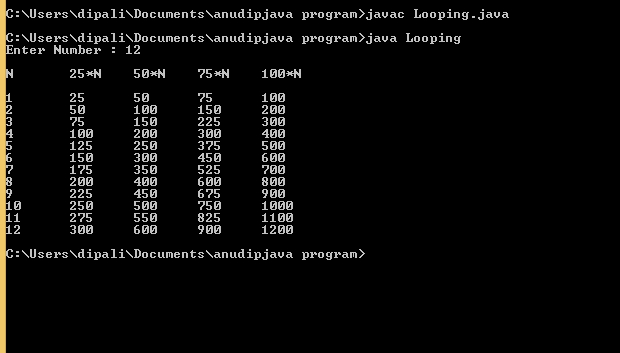 C:\Users\dipali\Documents\anudipjava program>javac Looping.java
C:\Users\dipali\Documents\anudipjava program>java Looping
Enter Number : 12
N 25*N 50*N 75*N 100*N
1 25 50 75 100
2 50 100 150 200
3 75 150 225 300
4 100 200 300 400
5 125 250 375 500
6 150 300 450 600
7 175 350 525 700
8 200 400 600 800
9 225 450 675 900
10 250 500 750 1000
11 275 550 825 1100
12 300 600 900 1200
C:\Users\dipali\Documents\anudipjava program>